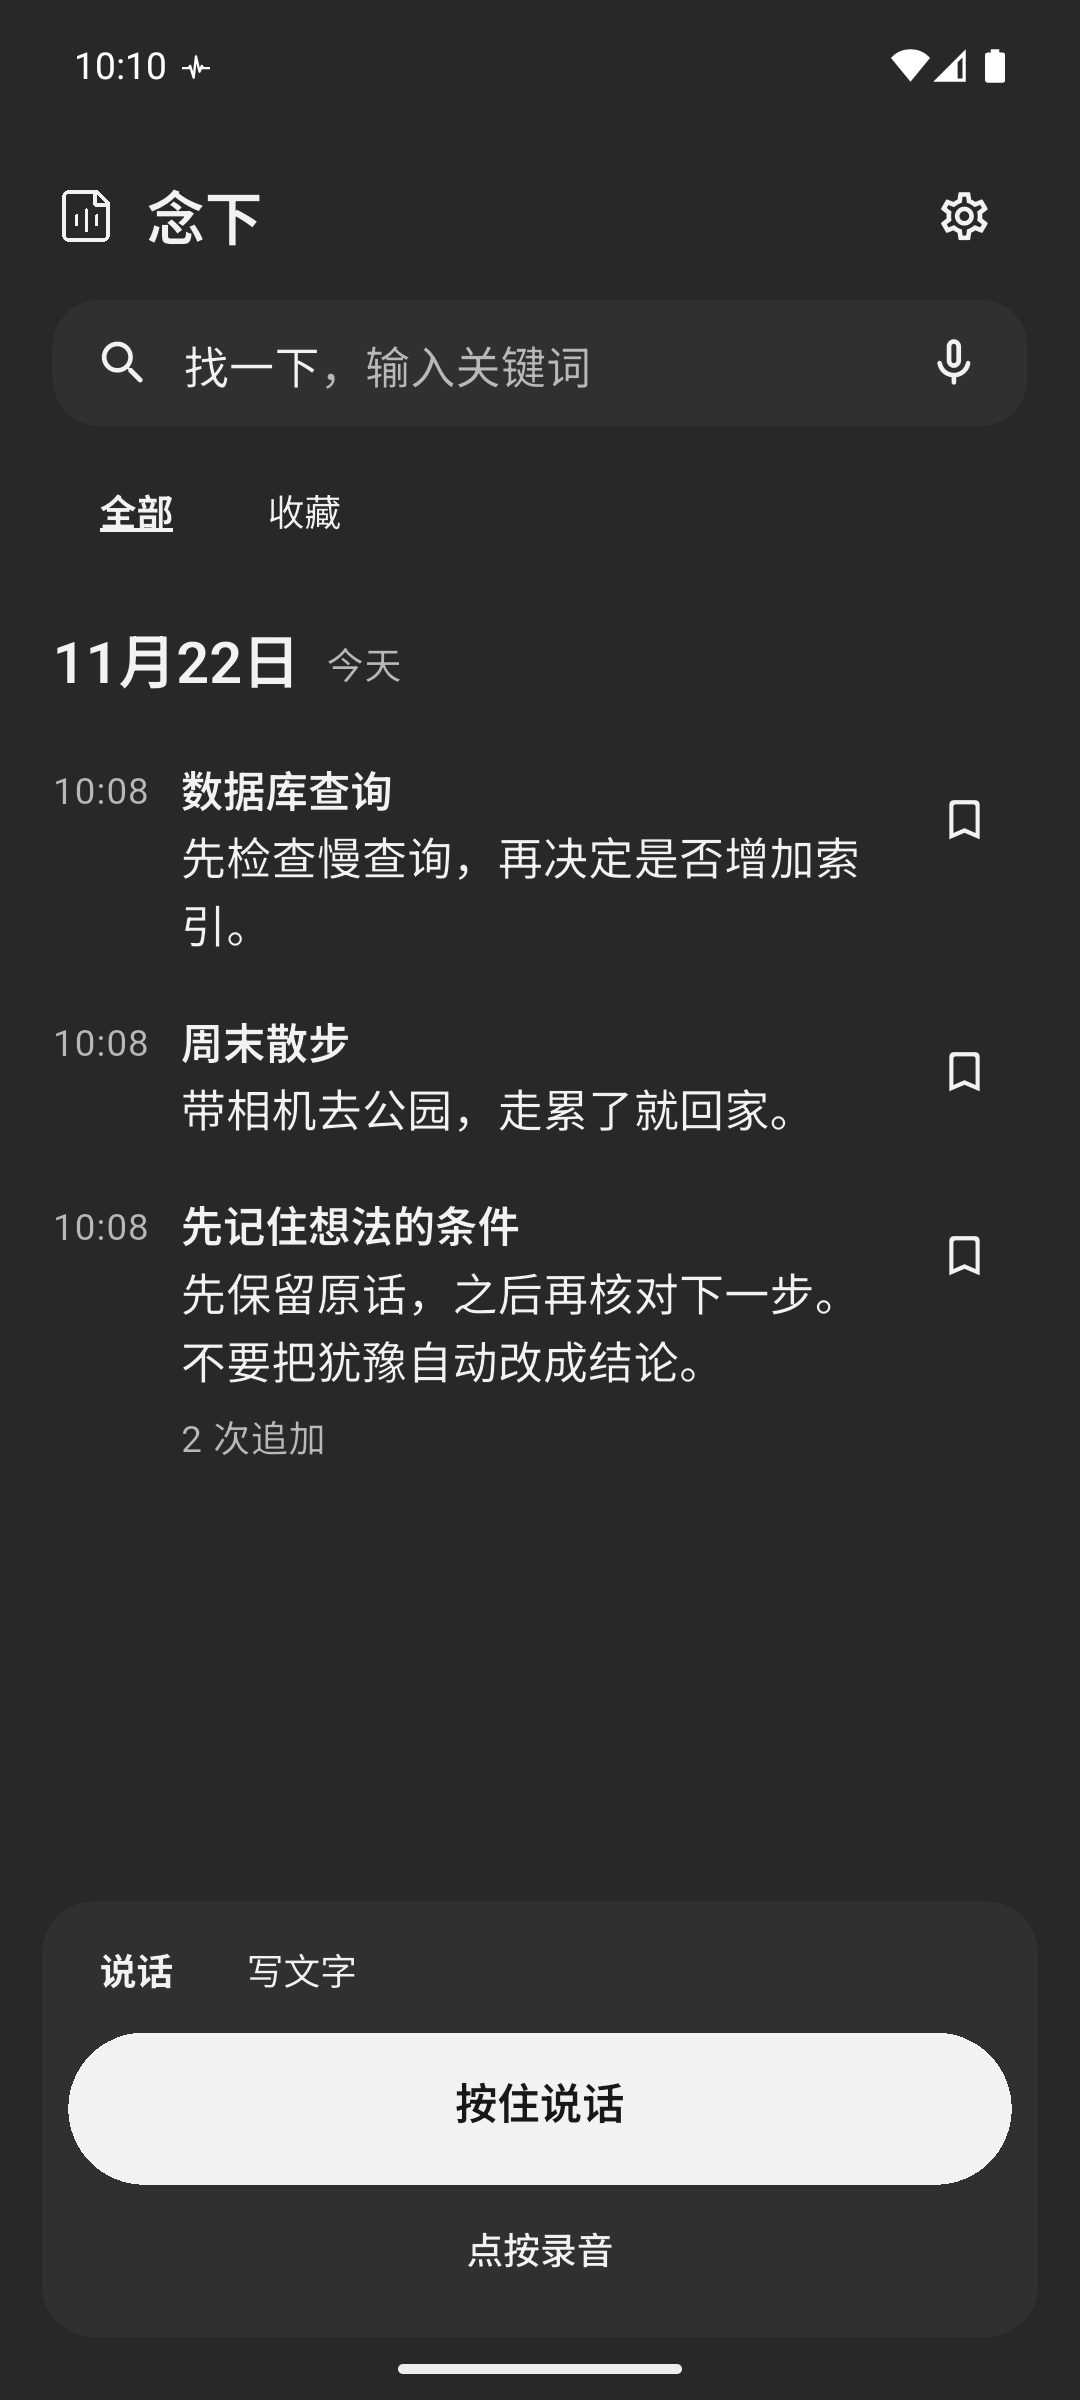 10:10
念下
找一下，输入关键词
全部 收藏
11月22日 今天
10:08 数据库查询
先检查慢查询，再决定是否增加索
引。
10:08 周末散步
带相机去公园，走累了就回家。
10:08 先记住想法的条件
先保留原话，之后再核对下一步。
不要把犹豫自动改成结论。
2 次追加
说话 写文字
按住说话
点按录音